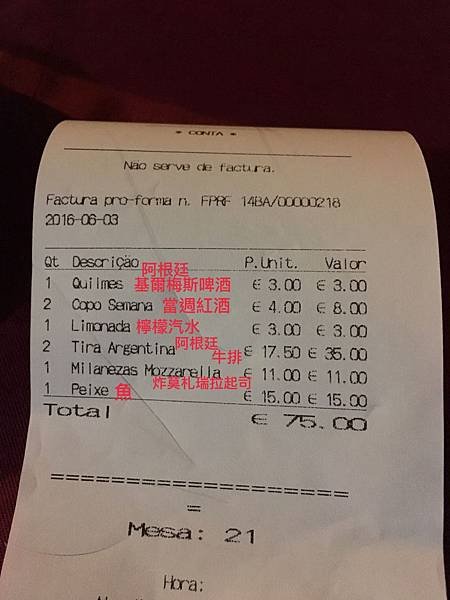 * CONTA *
Não serve de factura.
Factura pro-forma n. FPRF 14BA/00000218
2016-06-03
Qt Descrição P.Unit. Valor
阿根廷
1 Quilmes 基爾梅斯啤酒 € 3.00 € 3.00
2 Copo Semana 當週紅酒 € 4.00 € 8.00
1 Limonada 檸檬汽水 € 3.00 € 3.00
阿根廷
2 Tira Argentina 牛排 € 17.50 € 35.00
1 Milanezas Mozzarella € 11.00 € 11.00
炸莫札瑞拉起司
1 Peixe 魚 € 15.00 € 15.00
Total € 75.00
====================
=
Mesa: 21
Hora: